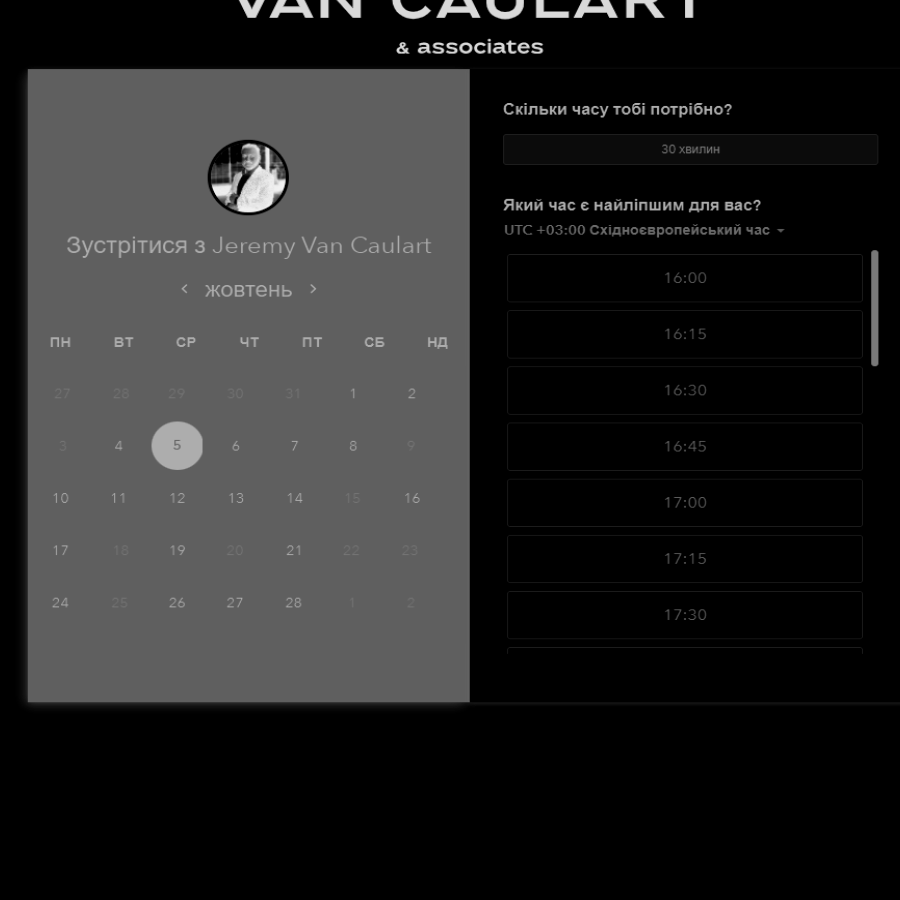 VAN CAULART
& associates
Зустрітися з Jeremy Van Caulart
‹ жовтень ›
ПН ВТ СР ЧТ ПТ СБ НД
27 28 29 30 31 1 2
3 4 5 6 7 8 9
10 11 12 13 14 15 16
17 18 19 20 21 22 23
24 25 26 27 28 1 2
Скільки часу тобі потрібно?
30 хвилин
Який час є найліпшим для вас?
UTC +03:00 Східноєвропейський час
16:00
16:15
16:30
16:45
17:00
17:15
17:30